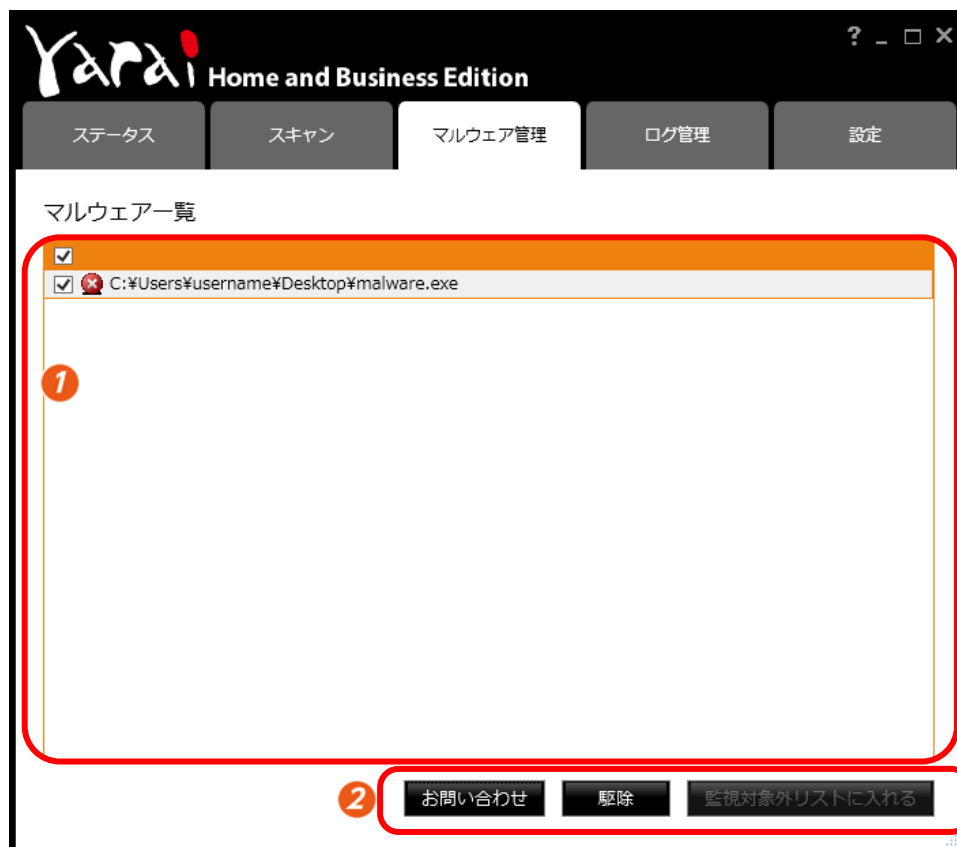 Yarai Home and Business Edition
? _ □ ×
ステータス スキャン マルウェア管理 ログ管理 設定
マルウェア一覧
C:¥Users¥username¥Desktop¥malware.exe
1
2 お問い合わせ 駆除 監視対象外リストに入れる